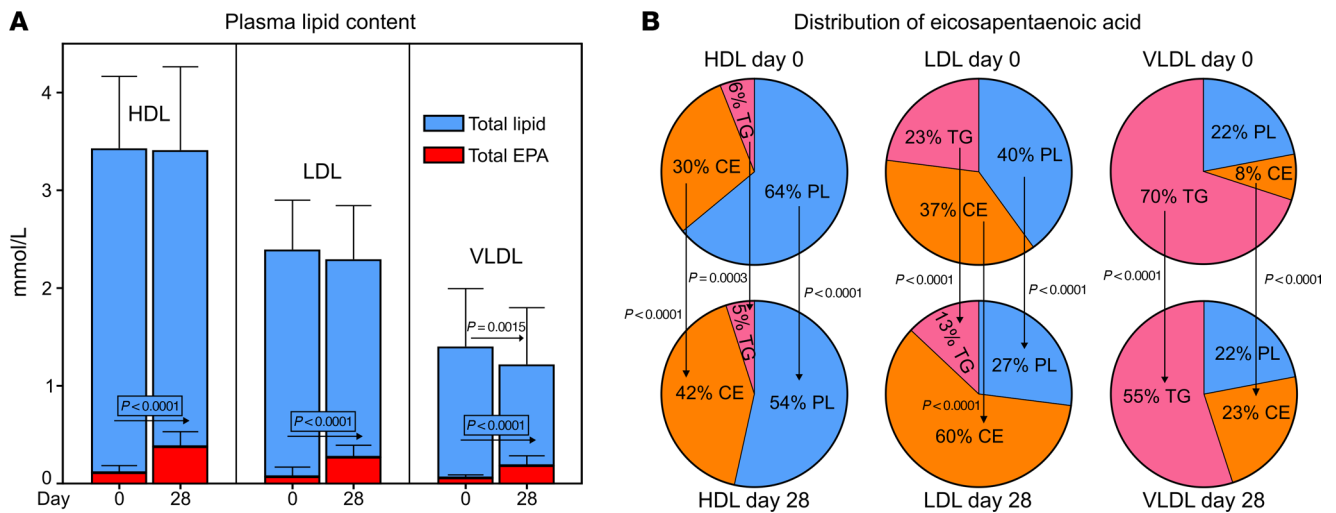 A
Plasma lipid content
mmol/L
4
3
2
1
0
HDL
LDL
VLDL
Total lipid
Total EPA
P = 0.0015
P < 0.0001
P < 0.0001
P < 0.0001
Day
0
28
0
28
0
28
B
Distribution of eicosapentaenoic acid
HDL day 0
LDL day 0
VLDL day 0
6% TG
30% CE
64% PL
23% TG
40% PL
37% CE
22% PL
8% CE
70% TG
P < 0.0001
P = 0.0003
P < 0.0001
P < 0.0001
P < 0.0001
P < 0.0001
P < 0.0001
5% TG
42% CE
54% PL
13% TG
27% PL
P < 0.0001
60% CE
22% PL
55% TG
23% CE
HDL day 28
LDL day 28
VLDL day 28